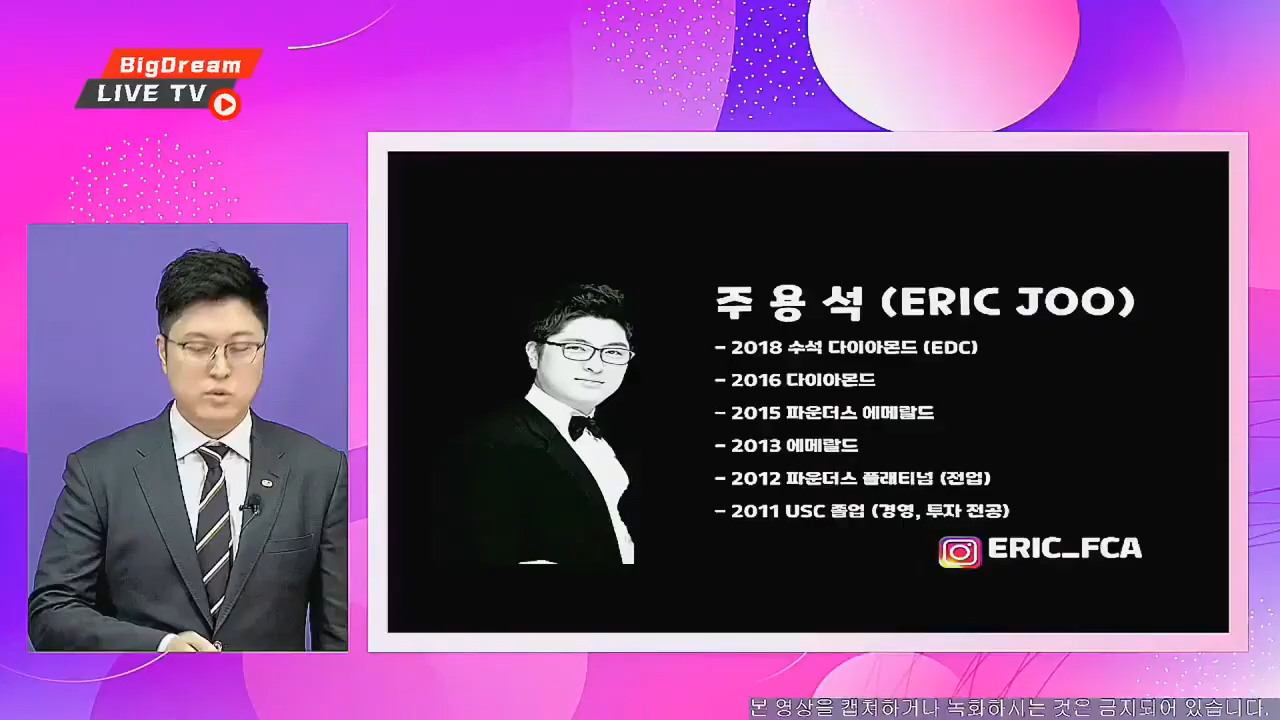 BigDream
LIVE TV
주 용 석 (ERIC JOO)
- 2018 수석 다이아몬드 (EDC)
- 2016 다이아몬드
- 2015 파운더스 에메랄드
- 2013 에메랄드
- 2012 파운더스 플래티넘 (전업)
- 2011 USC 졸업 (경영, 투자 전공)
ERIC_FCA
본 영상을 캡쳐하거나 녹화하시는 것은 금지되어 있습니다.